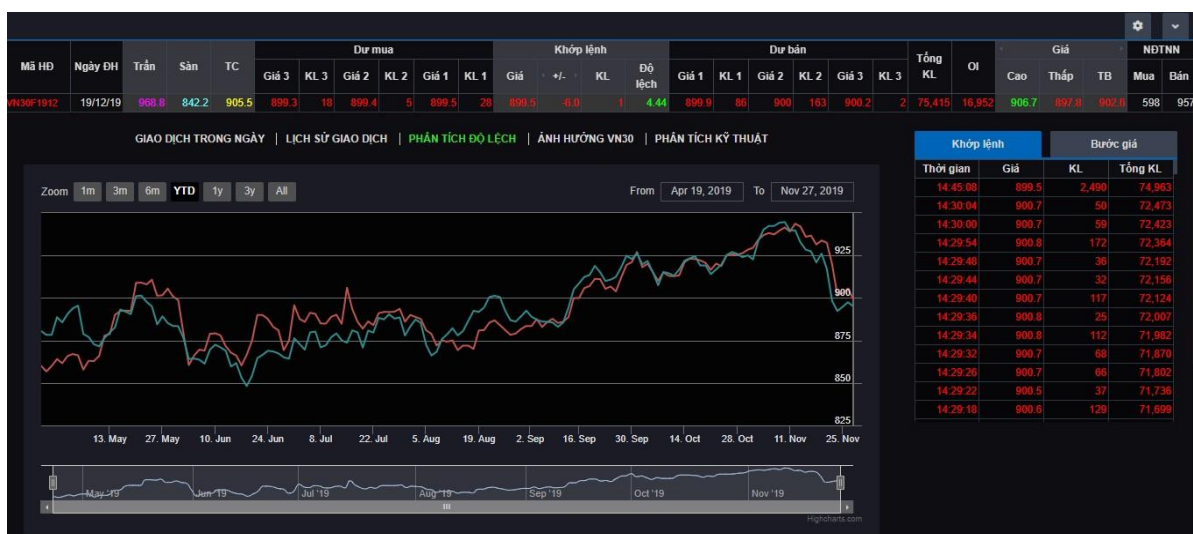 Dư mua Khớp lệnh Dư bán Giá NĐTNN
Mã HĐ Ngày ĐH Trần Sàn TC Giá 3 KL 3 Giá 2 KL 2 Giá 1 KL 1 Giá +/- KL Độ lệch Giá 1 KL 1 Giá 2 KL 2 Giá 3 KL 3 Tổng KL OI Cao Thấp TB Mua Bán
VN30F1912 19/12/19 968.8 842.2 905.5 899.3 18 899.4 5 899.5 28 899.5 -6.0 1 4.44 899.9 86 900 163 900.2 2 75,415 16,952 906.7 897.8 902.6 598 957
GIAO DỊCH TRONG NGÀY | LỊCH SỬ GIAO DỊCH | PHÂN TÍCH ĐỘ LỆCH | ẢNH HƯỞNG VN30 | PHÂN TÍCH KỸ THUẬT
Zoom 1m 3m 6m YTD 1y 3y All From Apr 19, 2019 To Nov 27, 2019
925
900
875
850
825
13. May 27. May 10. Jun 24. Jun 8. Jul 22. Jul 5. Aug 19. Aug 2. Sep 16. Sep 30. Sep 14. Oct 28. Oct 11. Nov 25. Nov
May '19 Jun '19 Jul '19 Aug '19 Sep '19 Oct '19 Nov '19
Highcharts.com
Khớp lệnh Bước giá
Thời gian Giá KL Tổng KL
14:45:08 899.5 2,490 74,963
14:30:04 900.7 50 72,473
14:30:00 900.7 59 72,423
14:29:54 900.8 172 72,364
14:29:48 900.7 36 72,192
14:29:44 900.7 32 72,156
14:29:40 900.7 117 72,124
14:29:36 900.8 25 72,007
14:29:34 900.8 112 71,982
14:29:32 900.7 68 71,870
14:29:26 900.7 66 71,802
14:29:22 900.5 37 71,736
14:29:18 900.6 129 71,699